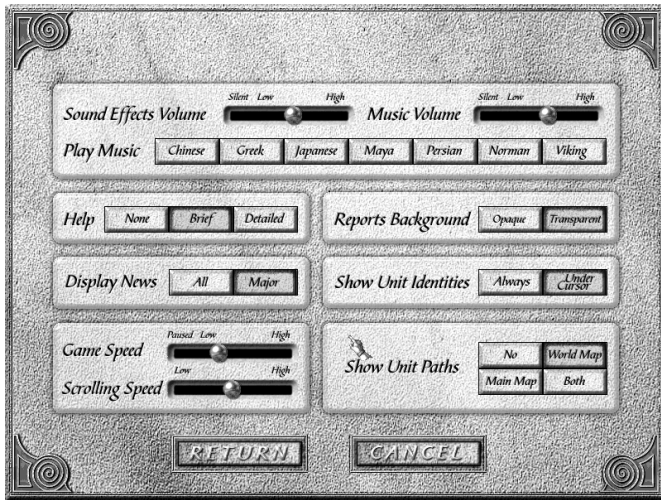 Silent Low High Silent Low High
Sound Effects Volume Music Volume
Play Music Chinese Greek Japanese Maya Persian Norman Viking
Help None Brief Detailed
Reports Background Opaque Transparent
Display News All Major
Show Unit Identities Always Under Cursor
Paused Low High
Game Speed
Low High
Scrolling Speed
Show Unit Paths
No World Map
Main Map Both
RETURN CANCEL